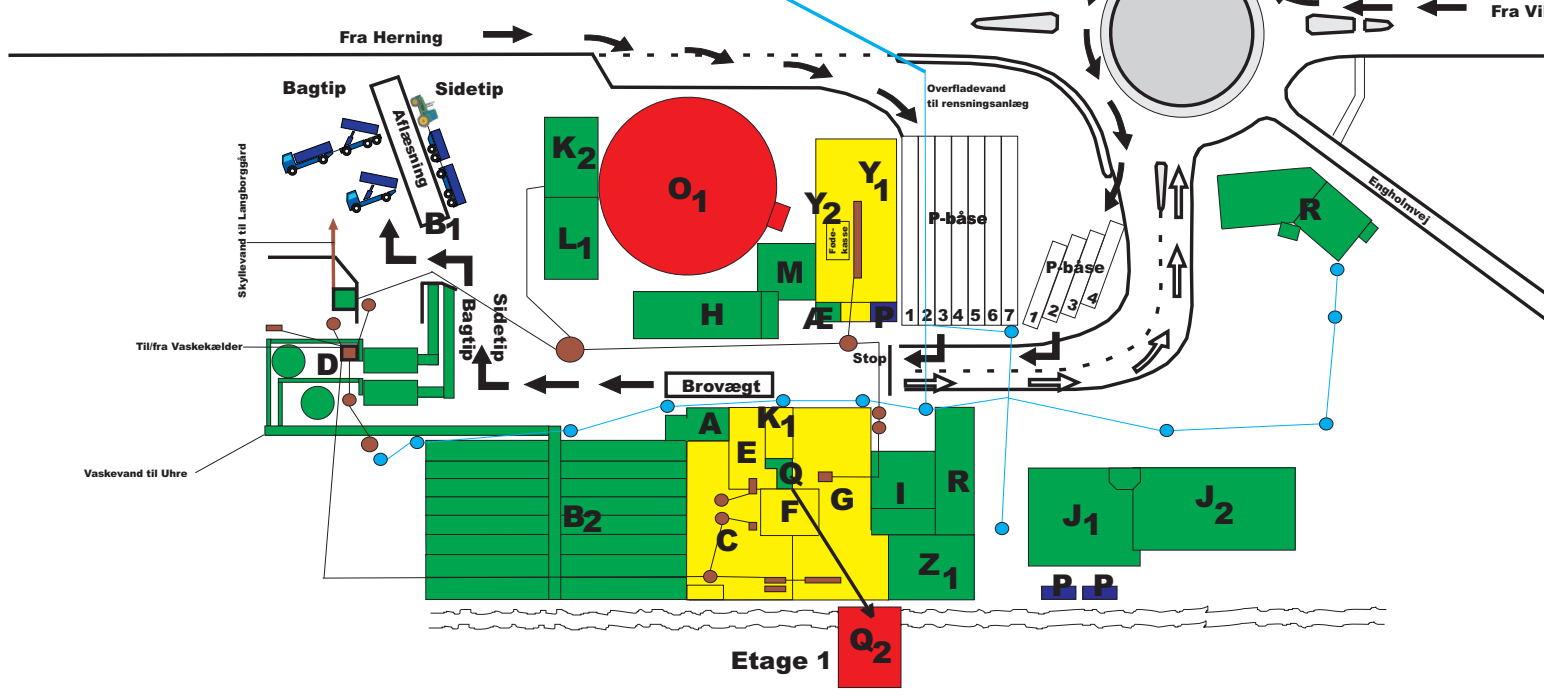 Fra Herning
Fra Vi
Bagtip
Sidetip
Aflæsning
B1
Overfladevand
til rensningsanlæg
Engholmvej
Skyllevand til Langborggård
K2
L1
O1
M
H
Y1
Y2
Føde-
kasse
Æ
P
P-båse
1 2 3 4 5 6 7
P-båse
1 2 3 4
R
Bagtip
Sidetip
Stop
Brovægt
Til/fra Vaskekælder
D
Vaskevand til Uhre
A
K1
E
Q
G
F
C
B2
I
R
Z1
J1
J2
P
P
Q2
Etage 1